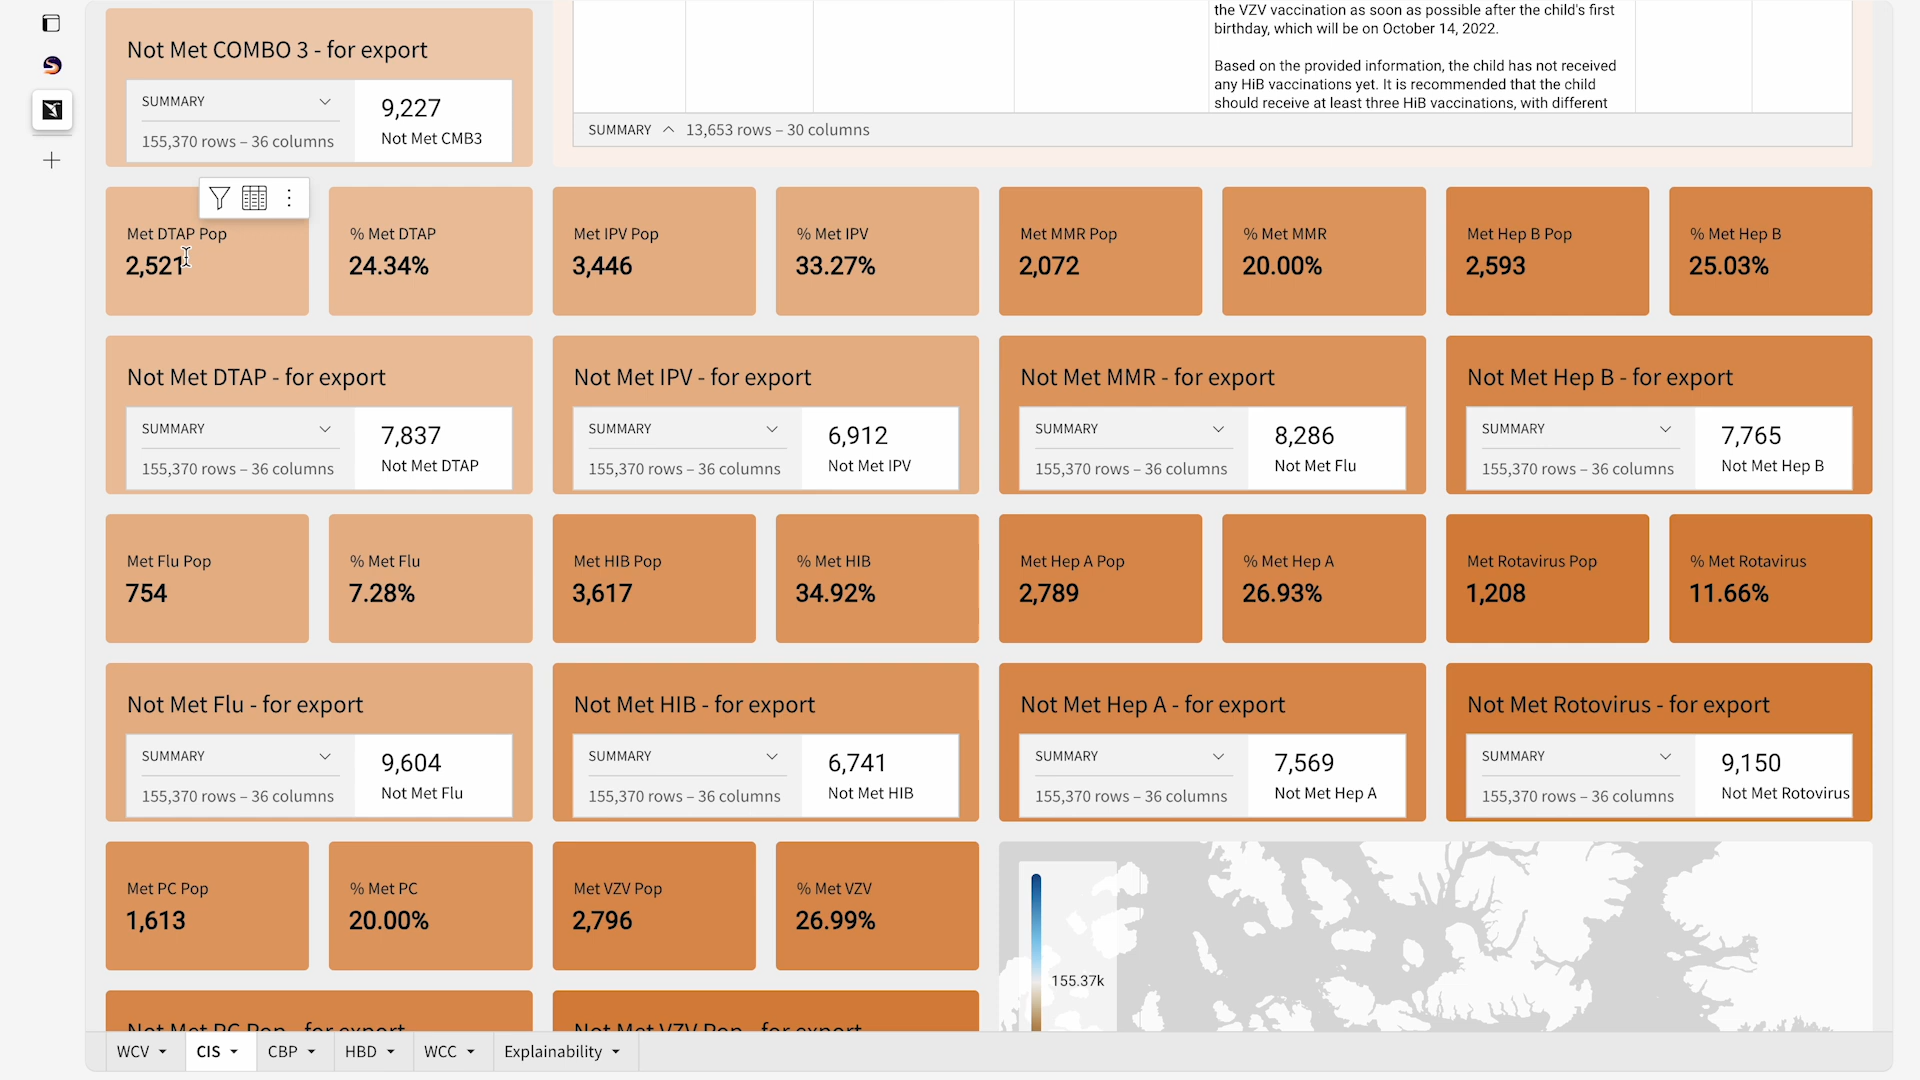 the VZV vaccination as soon as possible after the child's first
birthday, which will be on October 14, 2022.
Based on the provided information, the child has not received
any HiB vaccinations yet. It is recommended that the child
should receive at least three HiB vaccinations, with different
SUMMARY 13,653 rows – 30 columns
Not Met COMBO 3 - for export
SUMMARY
155,370 rows – 36 columns
9,227
Not Met CMB3
Met DTAP Pop
2,521
% Met DTAP
24.34%
Met IPV Pop
3,446
% Met IPV
33.27%
Met MMR Pop
2,072
% Met MMR
20.00%
Met Hep B Pop
2,593
% Met Hep B
25.03%
Not Met DTAP - for export
SUMMARY
155,370 rows – 36 columns
7,837
Not Met DTAP
Not Met IPV - for export
SUMMARY
155,370 rows – 36 columns
6,912
Not Met IPV
Not Met MMR - for export
SUMMARY
155,370 rows – 36 columns
8,286
Not Met Flu
Not Met Hep B - for export
SUMMARY
155,370 rows – 36 columns
7,765
Not Met Hep B
Met Flu Pop
754
% Met Flu
7.28%
Met HIB Pop
3,617
% Met HIB
34.92%
Met Hep A Pop
2,789
% Met Hep A
26.93%
Met Rotavirus Pop
1,208
% Met Rotavirus
11.66%
Not Met Flu - for export
SUMMARY
155,370 rows – 36 columns
9,604
Not Met Flu
Not Met HIB - for export
SUMMARY
155,370 rows – 36 columns
6,741
Not Met HIB
Not Met Hep A - for export
SUMMARY
155,370 rows – 36 columns
7,569
Not Met Hep A
Not Met Rotovirus - for export
SUMMARY
155,370 rows – 36 columns
9,150
Not Met Rotovirus
Met PC Pop
1,613
% Met PC
20.00%
Met VZV Pop
2,796
% Met VZV
26.99%
155.37k
Not Met PC Pop - for export
Not Met VZV Pop - for export
WCV CIS CBP HBD WCC Explainability